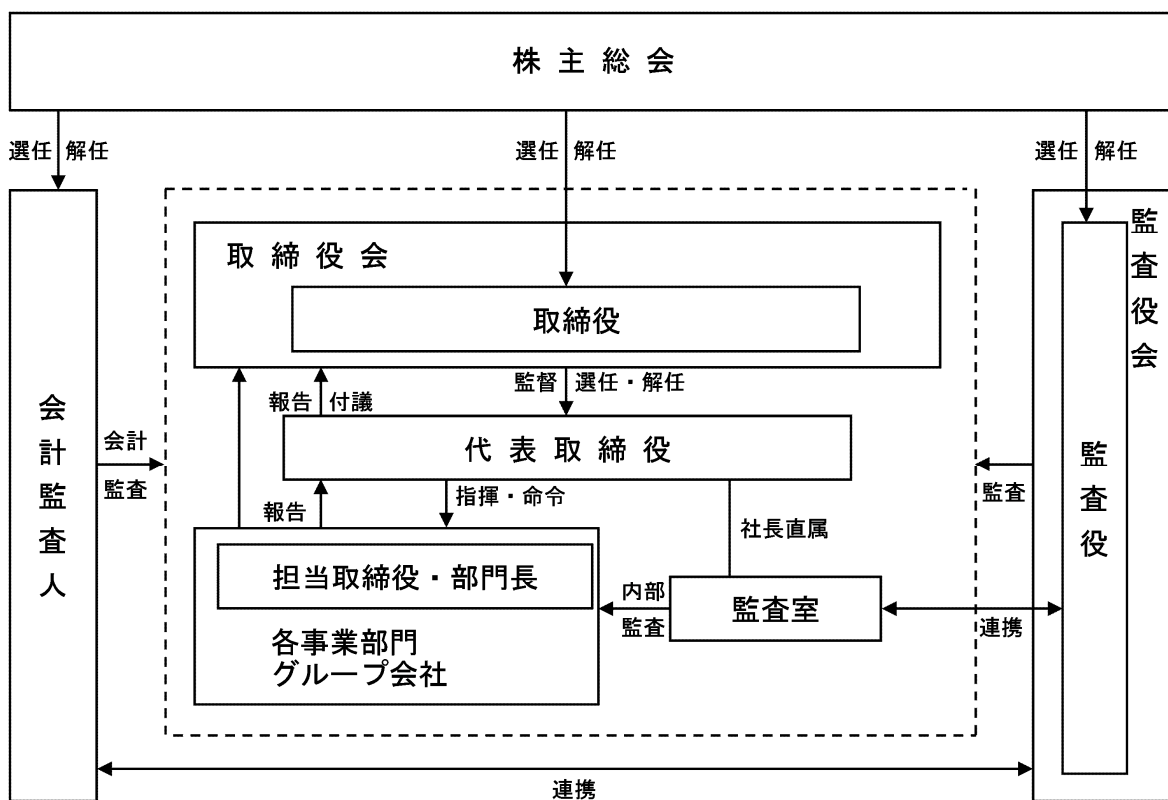 株主総会
選任 解任
選任 解任
選任 解任
会計監査人
会計
監査
取締役会
取締役
報告 付議
監督 選任・解任
代表取締役
報告
指揮・命令
社長直属
担当取締役・部門長
各事業部門
グループ会社
内部
監査
監査室
連携
監査
監査役会
監査役
連携